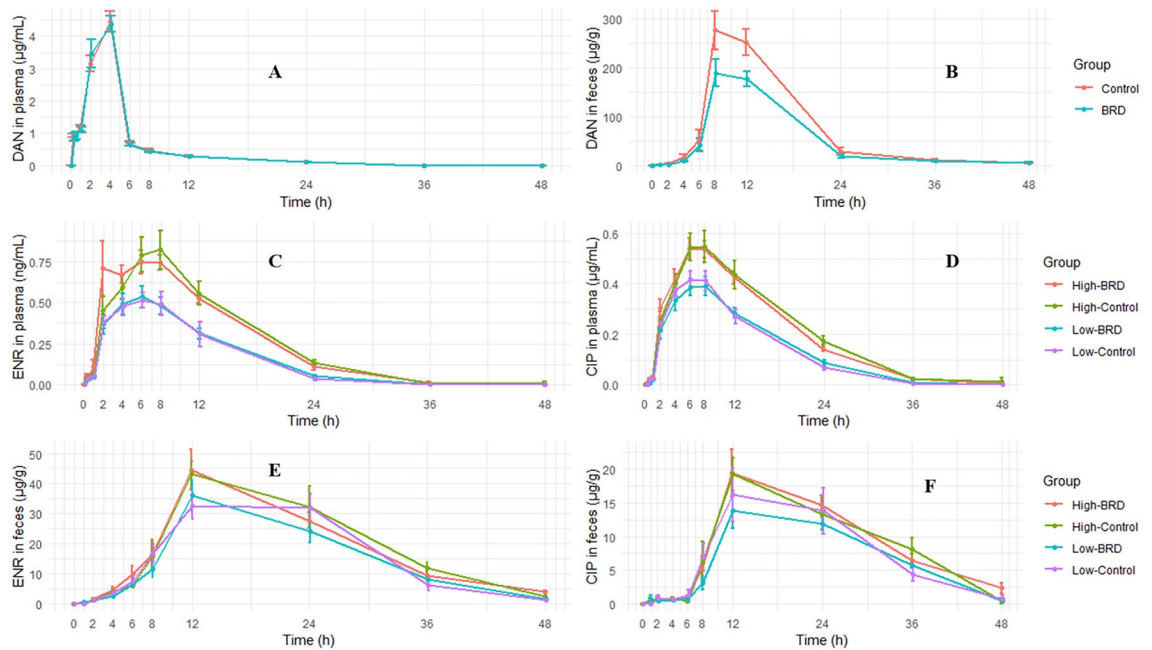 A
DAN in plasma (µg/mL)
4
3
2
1
0
0 2 4 6 8 12 24 36 48
Time (h)
B
DAN in feces (µg/g)
300
200
100
0
0 2 4 6 8 12 24 36 48
Time (h)
Group
Control
BRD
C
ENR in plasma (ng/mL)
0.75
0.50
0.25
0.00
0 2 4 6 8 12 24 36 48
Time (h)
D
CIP in plasma (µg/mL)
0.6
0.4
0.2
0.0
0 2 4 6 8 12 24 36 48
Time (h)
Group
High-BRD
High-Control
Low-BRD
Low-Control
E
ENR in feces (µg/g)
50
40
30
20
10
0
0 2 4 6 8 12 24 36 48
Time (h)
F
CIP in feces (µg/g)
20
15
10
5
0
0 2 4 6 8 12 24 36 48
Time (h)
Group
High-BRD
High-Control
Low-BRD
Low-Control